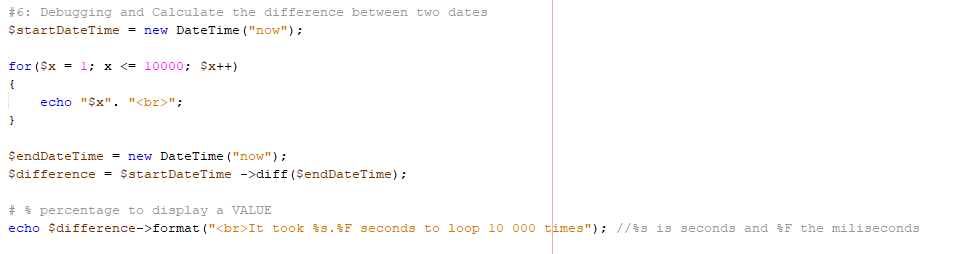 #6: Debugging and Calculate the difference between two dates
$startDateTime = new DateTime("now");
for($x = 1; x <= 10000; $x++)
{
echo "$x". "<br>";
}
$endDateTime = new DateTime("now");
$difference = $startDateTime ->diff($endDateTime);
# % percentage to display a VALUE
echo $difference->format("<br>It took %s.%F seconds to loop 10 000 times"); //%s is seconds and %F the miliseconds